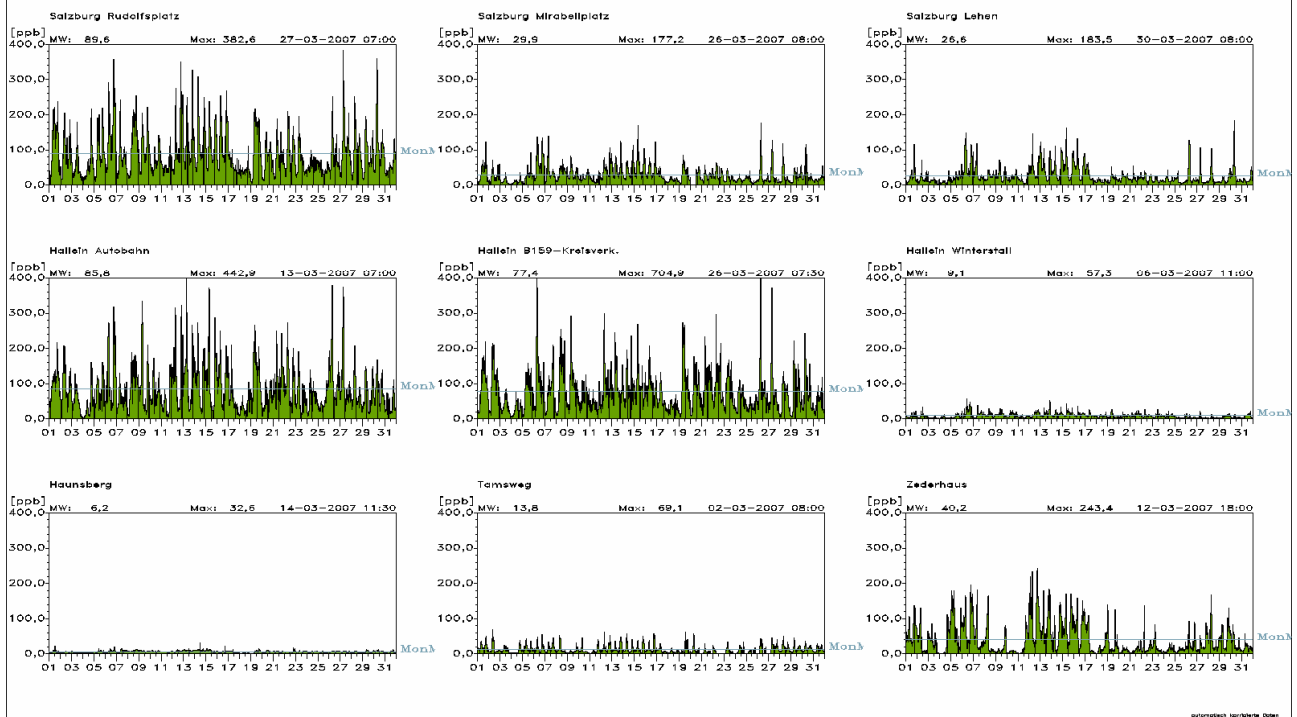 Salzburg Rudolfsplatz Salzburg Mirabellplatz Salzburg Lehen
[ppb] MW: 89,6 Max: 382,6 27-03-2007 07:00 [ppb] MW: 29,9 Max: 177,2 26-03-2007 08:00 [ppb] MW: 26,6 Max: 183,5 30-03-2007 08:00
400,0 400,0 400,0
300,0 300,0 300,0
200,0 200,0 200,0
100,0 MonM 100,0 MonM 100,0 MonM
0,0 0,0 0,0
01 03 05 07 09 11 13 15 17 19 21 23 25 27 29 31 01 03 05 07 09 11 13 15 17 19 21 23 25 27 29 31 01 03 05 07 09 11 13 15 17 19 21 23 25 27 29 31
Hallein Autobahn Hallein B159-Kreisverk. Hallein Winterstall
[ppb] MW: 85,8 Max: 442,9 13-03-2007 07:00 [ppb] MW: 77,4 Max: 704,9 26-03-2007 07:30 [ppb] MW: 9,1 Max: 57,3 06-03-2007 11:00
400,0 400,0 400,0
300,0 300,0 300,0
200,0 200,0 200,0
100,0 MonM 100,0 MonM 100,0 MonM
0,0 0,0 0,0
01 03 05 07 09 11 13 15 17 19 21 23 25 27 29 31 01 03 05 07 09 11 13 15 17 19 21 23 25 27 29 31 01 03 05 07 09 11 13 15 17 19 21 23 25 27 29 31
Haunsberg Tamsweg Zederhaus
[ppb] MW: 6,2 Max: 32,6 14-03-2007 11:30 [ppb] MW: 13,8 Max: 69,1 02-03-2007 08:00 [ppb] MW: 40,2 Max: 243,4 12-03-2007 18:00
400,0 400,0 400,0
300,0 300,0 300,0
200,0 200,0 200,0
100,0 100,0 100,0 MonM
0,0 MonM 0,0 MonM 0,0
01 03 05 07 09 11 13 15 17 19 21 23 25 27 29 31 01 03 05 07 09 11 13 15 17 19 21 23 25 27 29 31 01 03 05 07 09 11 13 15 17 19 21 23 25 27 29 31
automatisch korrigierte Daten